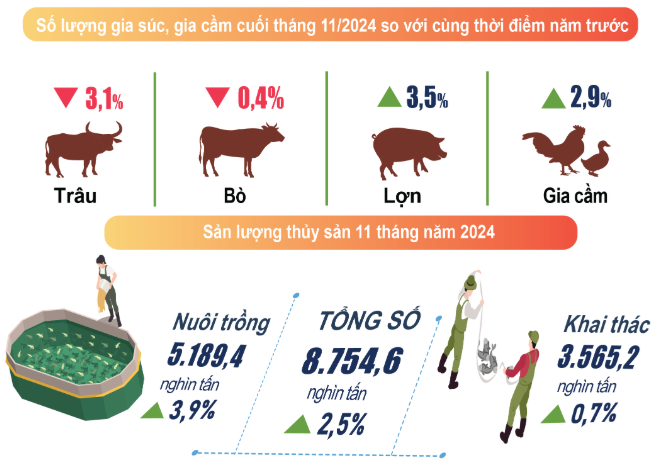 Số lượng gia súc, gia cầm cuối tháng 11/2024 so với cùng thời điểm năm trước
3,1%
0,4%
3,5%
2,9%
Trâu
Bò
Lợn
Gia cầm
Sản lượng thủy sản 11 tháng năm 2024
Nuôi trồng
5.189,4
nghìn tấn
3,9%
TỔNG SỐ
8.754,6
nghìn tấn
2,5%
Khai thác
3.565,2
nghìn tấn
0,7%